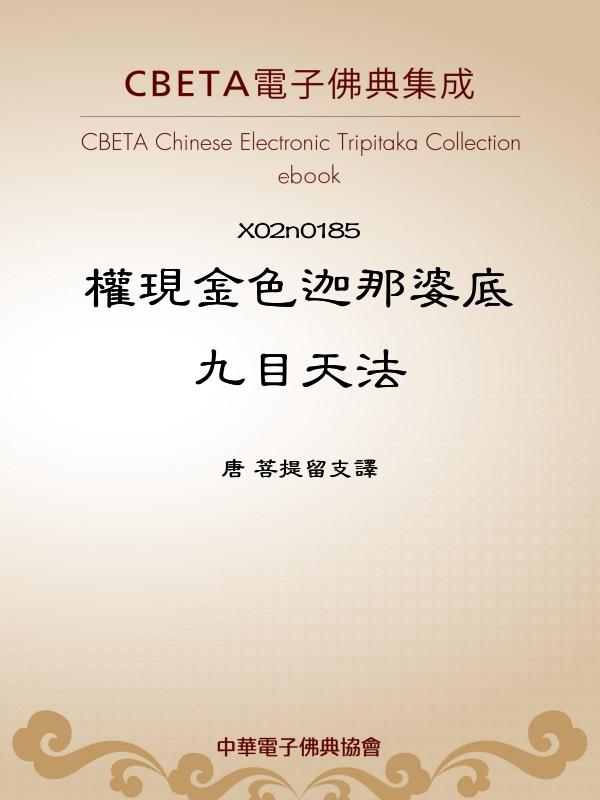 CBETA電子佛典集成
CBETA Chinese Electronic Tripitaka Collection
ebook
X02n0185
權現金色迦那婆底
九目天法
唐 菩提留支譯
中華電子佛典協會